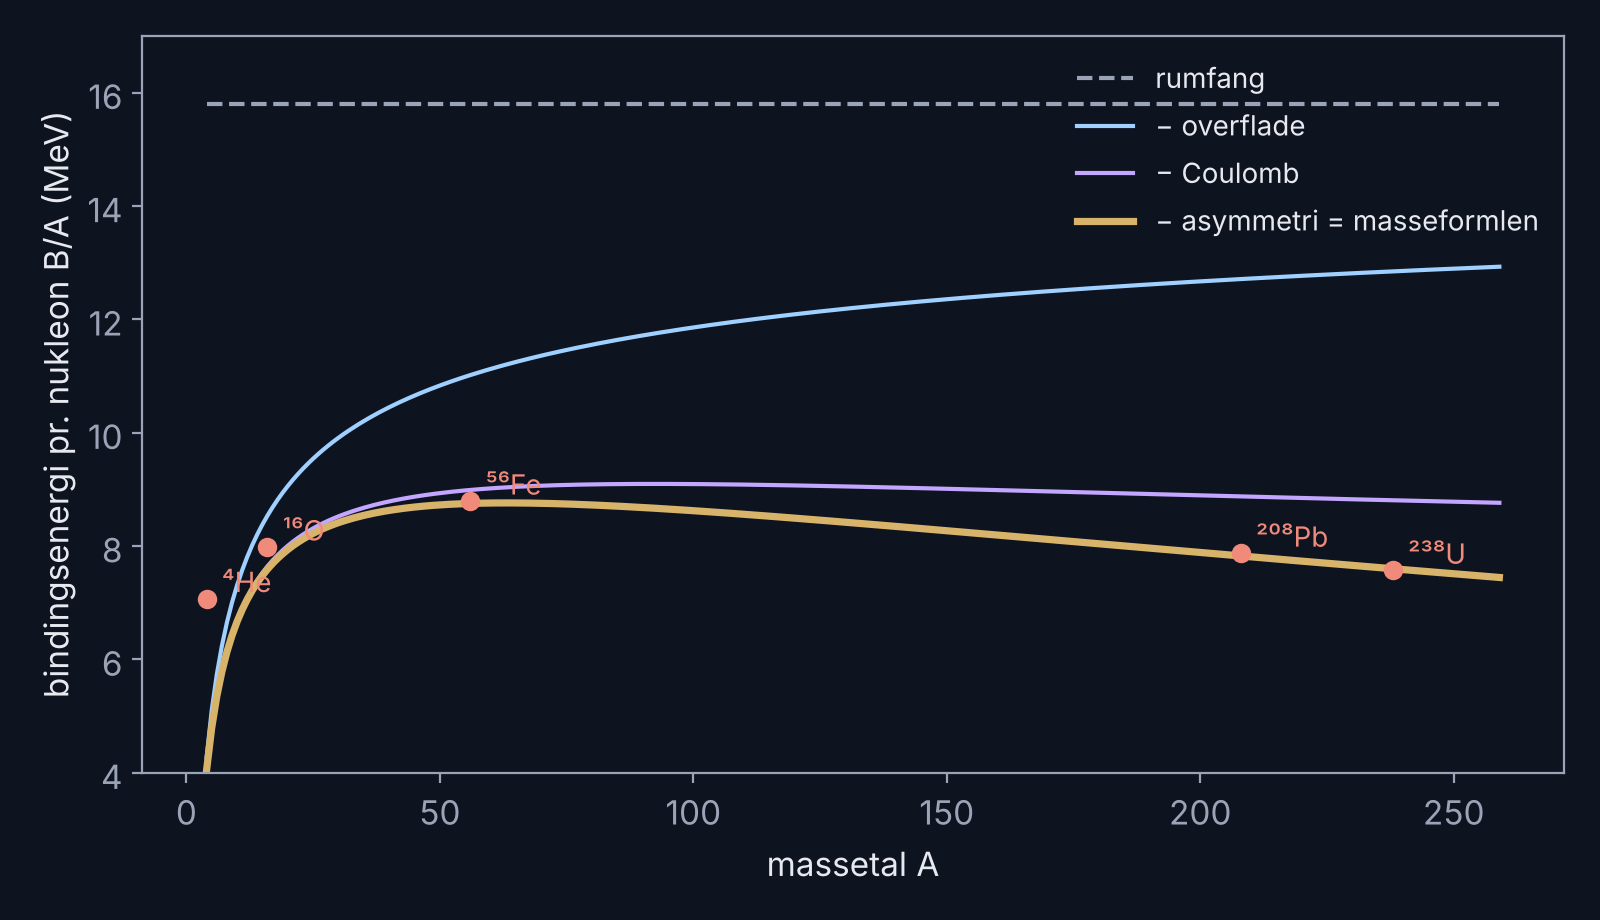 bindingsenergi pr. nukleon B/A (MeV)
16
14
12
10
8
6
4
rumfang
– overflade
– Coulomb
– asymmetri = masseformlen
⁴He
¹⁶O
⁵⁶Fe
²⁰⁸Pb
²³⁸U
0
50
100
150
200
250
massetal A